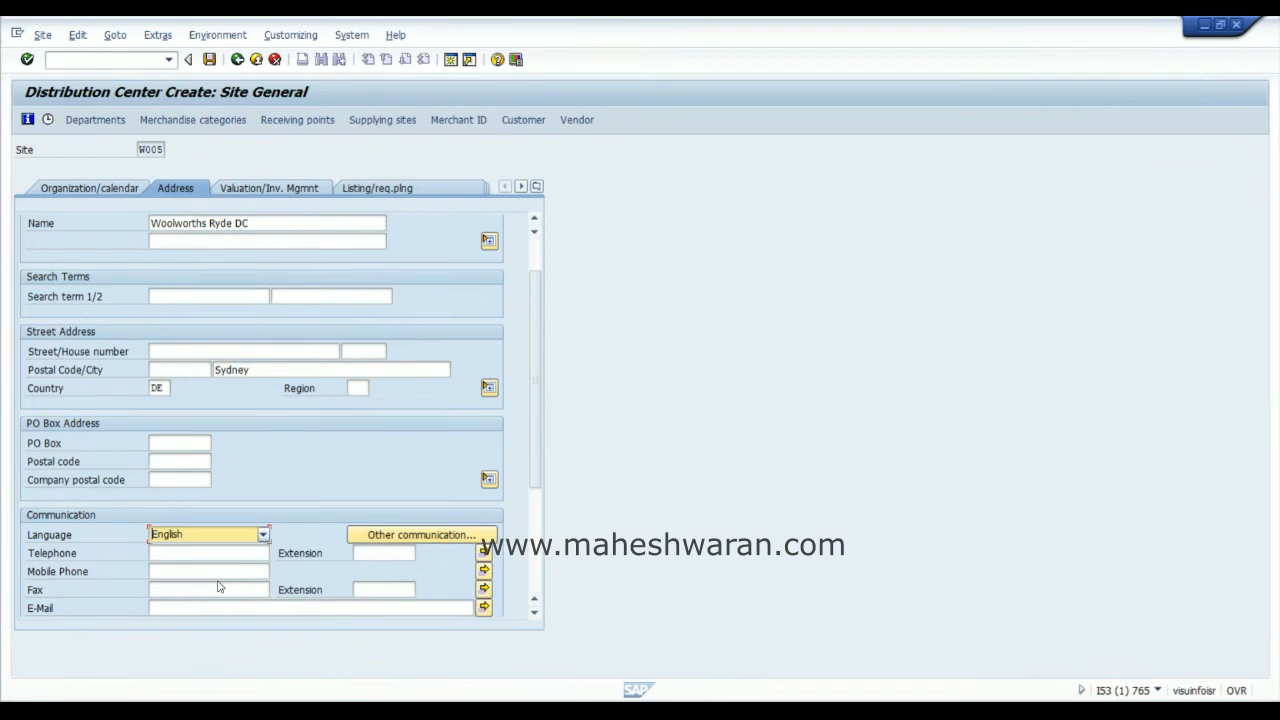 Site Edit Goto Extras Environment Customizing System Help
Distribution Center Create: Site General
Departments Merchandise categories Receiving points Supplying sites Merchant ID Customer Vendor
Site W005
Organization/calendar Address Valuation/Inv. Mgmnt Listing/req.plng
Name Woolworths Ryde DC
Search Terms
Search term 1/2
Street Address
Street/House number
Postal Code/City Sydney
Country DE Region
PO Box Address
PO Box
Postal code
Company postal code
Communication
Language English Other communication...
www.maheshwaran.com
Telephone Extension
Mobile Phone
Fax Extension
E-Mail
SAP I53 (1) 765 visuinfoisr OVR